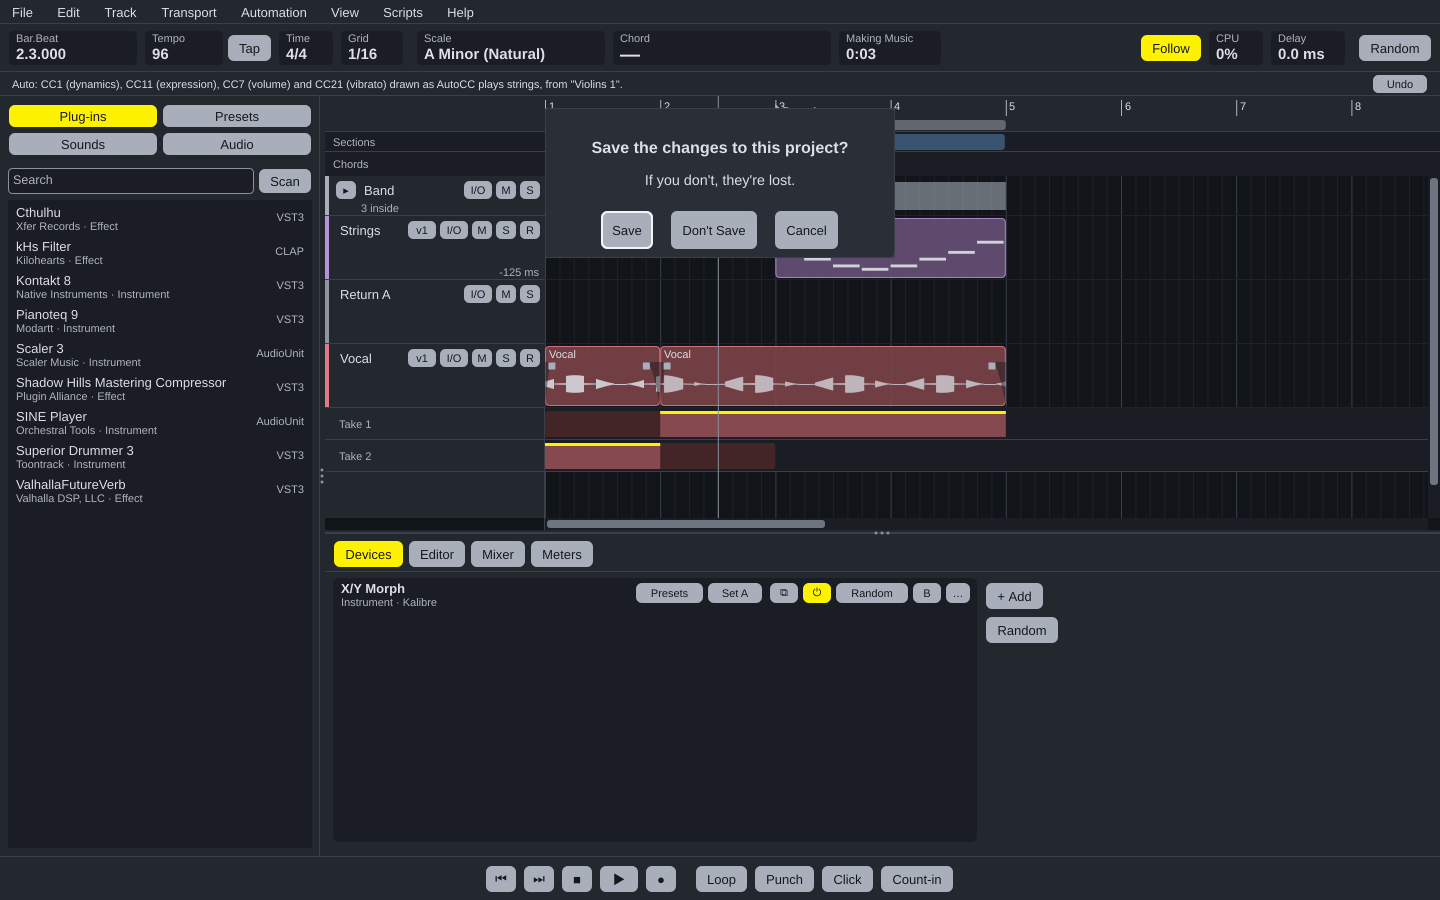 File Edit Track Transport Automation View Scripts Help
Bar.Beat Tempo Time Grid Scale Chord Making Music CPU Delay
2.3.000 96 Tap 4/4 1/16 A Minor (Natural) — 0:03 Follow 0% 0.0 ms Random
Auto: CC1 (dynamics), CC11 (expression), CC7 (volume) and CC21 (vibrato) drawn as AutoCC plays strings, from "Violins 1". Undo
Plug-ins Presets
Sounds Audio
Search Scan
Cthulhu
Xfer Records · Effect VST3
kHs Filter
Kilohearts · Effect CLAP
Kontakt 8
Native Instruments · Instrument VST3
Pianoteq 9
Modartt · Instrument VST3
Scaler 3
Scaler Music · Instrument AudioUnit
Shadow Hills Mastering Compressor
Plugin Alliance · Effect VST3
SINE Player
Orchestral Tools · Instrument AudioUnit
Superior Drummer 3
Toontrack · Instrument VST3
ValhallaFutureVerb
Valhalla DSP, LLC · Effect VST3
1 2 3 4 5 6 7 8
Sections
Chords
Band I/O M S
3 inside
Strings v1 I/O M S R
-125 ms
Return A I/O M S
Vocal v1 I/O M S R
Vocal Vocal
Take 1
Take 2
Save the changes to this project?
If you don't, they're lost.
Save Don't Save Cancel
Devices Editor Mixer Meters
X/Y Morph
Instrument · Kalibre
Presets Set A Random B ...
+ Add
Random
Loop Punch Click Count-in